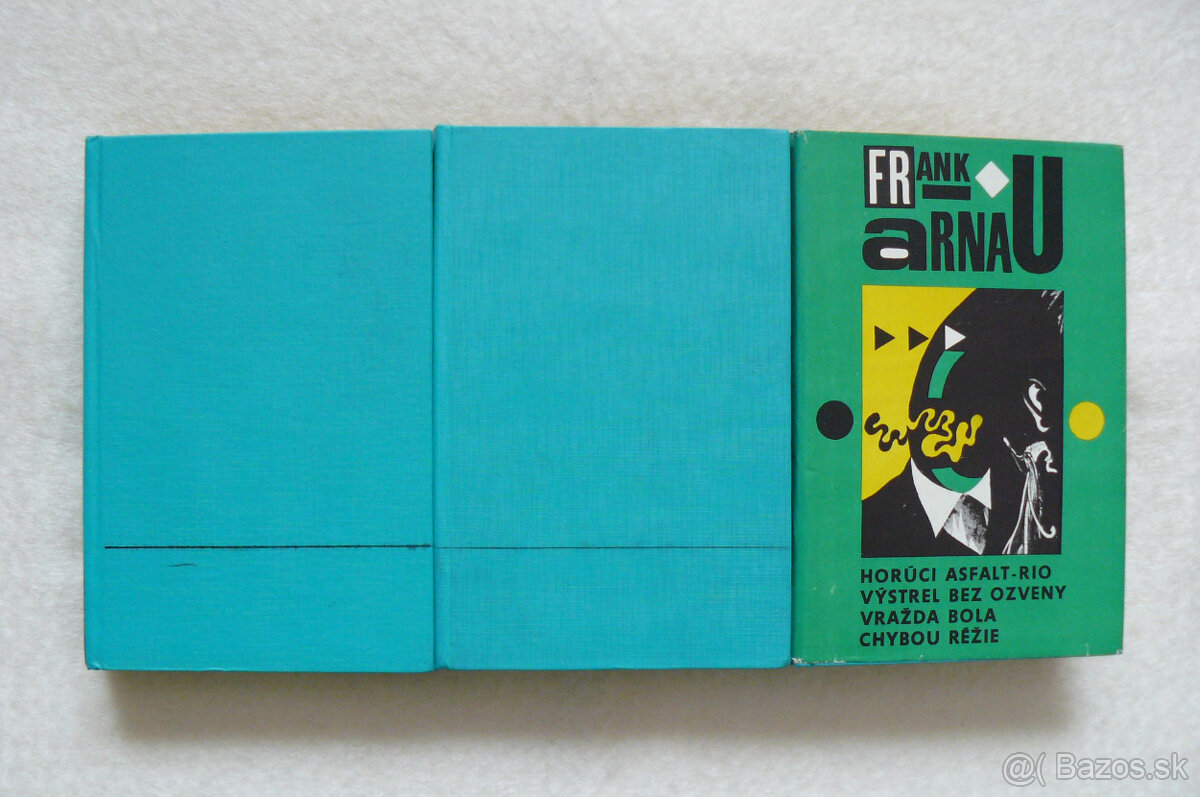 FRANK
ARNAU
HORÚCI ASFALT-RIO
VÝSTREL BEZ OZVENY
VRAŽDA BOLA
CHYBOU RÉŽIE
@( Bazos.sk